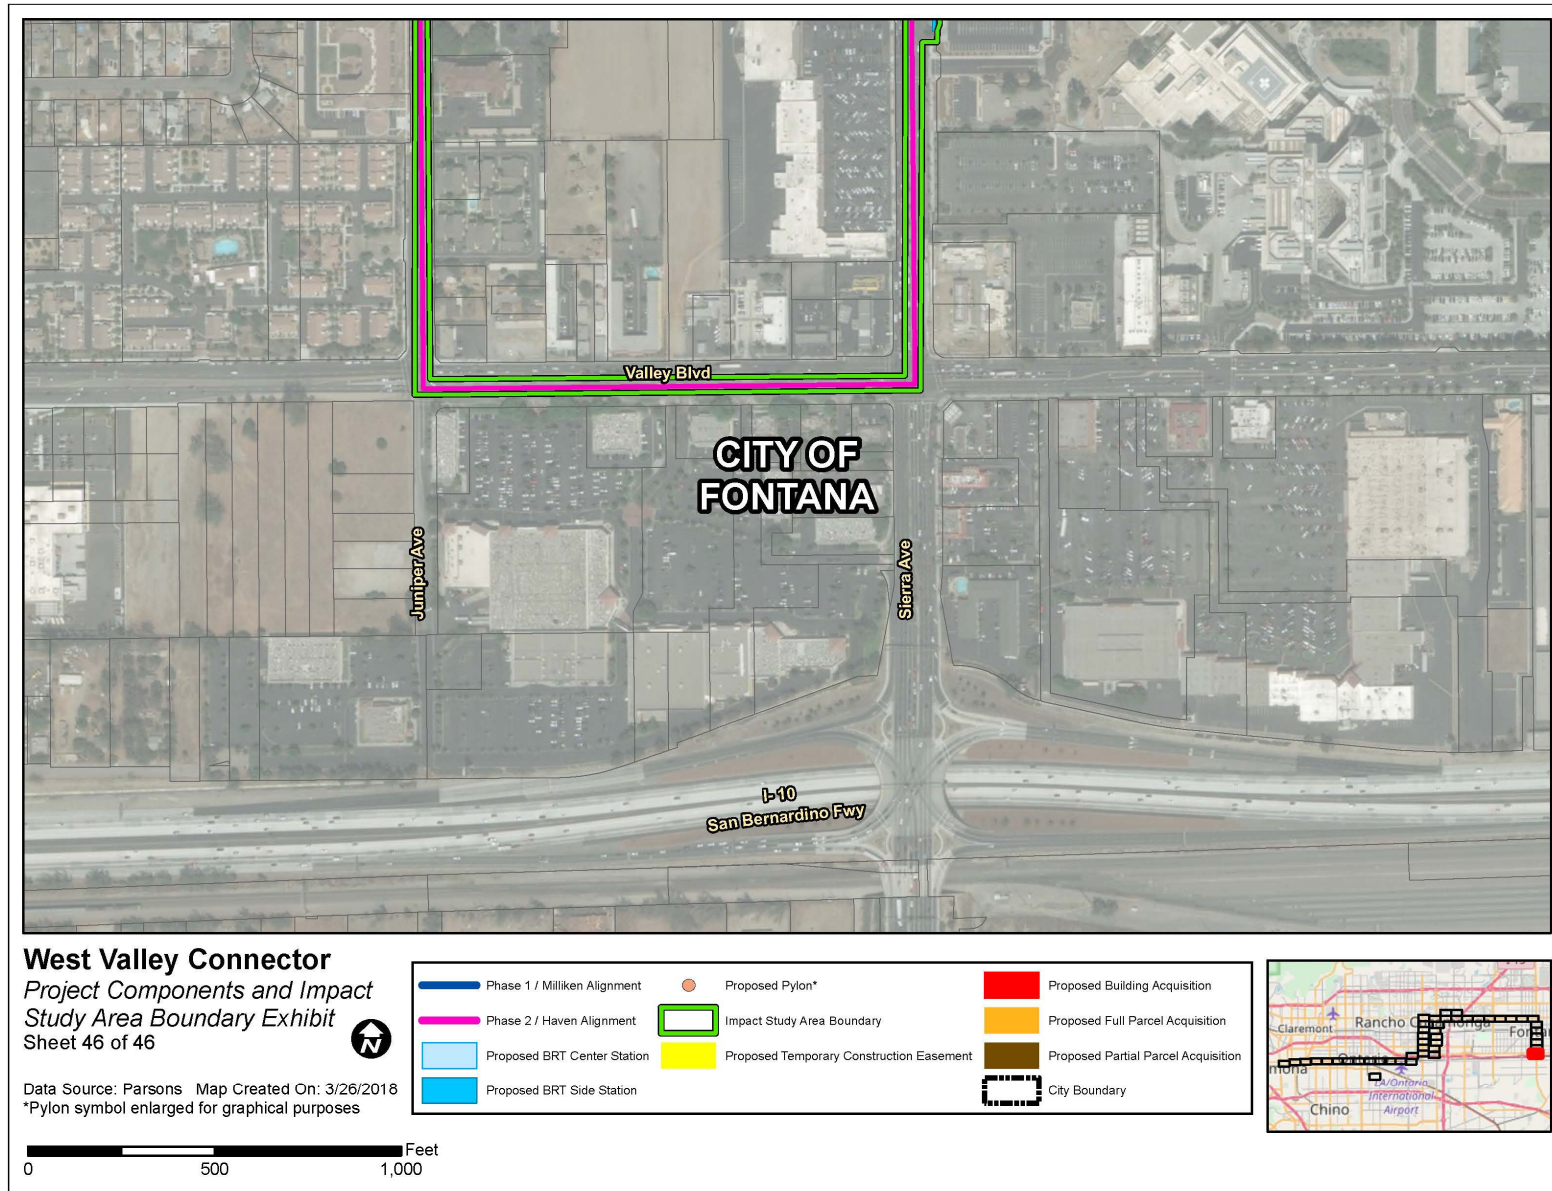 Valley Blvd
CITY OF
FONTANA
Juniper Ave
Sierra Ave
I-10
San Bernardino Fwy
West Valley Connector
Project Components and Impact
Study Area Boundary Exhibit
Sheet 46 of 46
N
Data Source: Parsons Map Created On: 3/26/2018
*Pylon symbol enlarged for graphical purposes
0 500 1,000 Feet
Phase 1 / Milliken Alignment
Phase 2 / Haven Alignment
Proposed BRT Center Station
Proposed BRT Side Station
Proposed Pylon*
Impact Study Area Boundary
Proposed Temporary Construction Easement
Proposed Building Acquisition
Proposed Full Parcel Acquisition
Proposed Partial Parcel Acquisition
City Boundary
Claremont
Rancho Cucamonga
Ontario
LA/Ontario
International
Airport
Chino